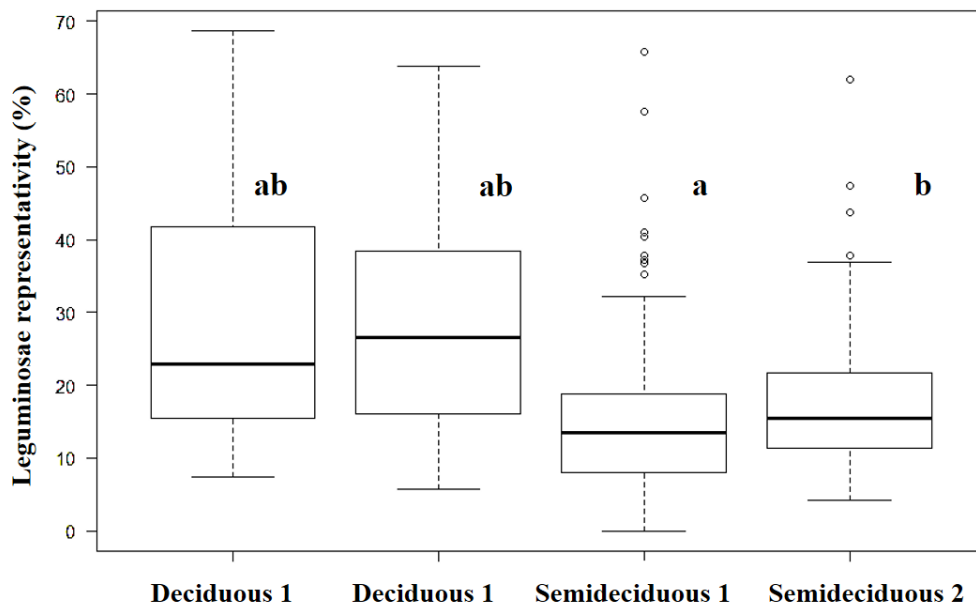 Leguminosae representativity (%)
70
60
50
40
30
20
10
0
ab
ab
a
b
Deciduous 1
Deciduous 1
Semideciduous 1
Semideciduous 2